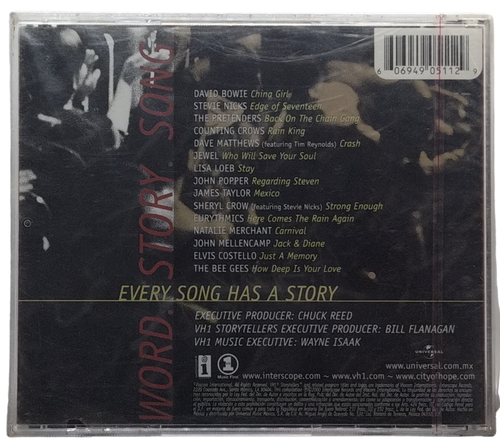 WORD. STORY. SONG
6 06949 05112 9
DAVID BOWIE China Girl
STEVIE NICKS Edge of Seventeen
THE PRETENDERS Back On The Chain Gang
COUNTING CROWS Rain King
DAVE MATTHEWS (featuring Tim Reynolds) Crash
JEWEL Who Will Save Your Soul
LISA LOEB Stay
JOHN POPPER Regarding Steven
JAMES TAYLOR Mexico
SHERYL CROW (featuring Stevie Nicks) Strong Enough
EURYTHMICS Here Comes The Rain Again
NATALIE MERCHANT Carnival
JOHN MELLENCAMP Jack & Diane
ELVIS COSTELLO Just A Memory
THE BEE GEES How Deep Is Your Love
EVERY SONG HAS A STORY
EXECUTIVE PRODUCER: CHUCK REED
VH1 STORYTELLERS EXECUTIVE PRODUCER: BILL FLANAGAN
VH1 MUSIC EXECUTIVE: WAYNE ISAAK
UNIVERSAL
www.universal.com.mx
www.interscope.com ~ www.vh1.com ~ www.cityofhope.com